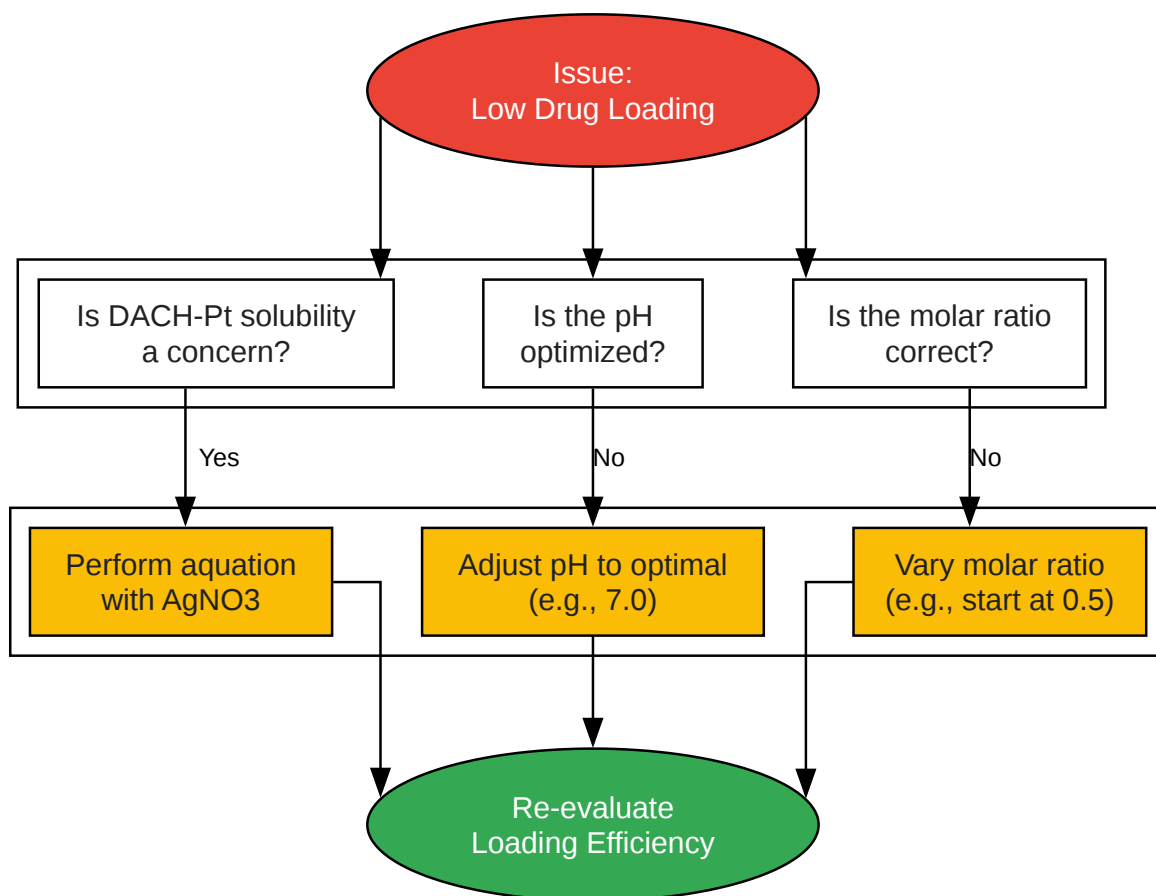 Issue:
Low Drug Loading
Is DACH-Pt solubility
a concern?
Is the pH
optimized?
Is the molar ratio
correct?
Yes
No
No
Perform aquation
with AgNO3
Adjust pH to optimal
(e.g., 7.0)
Vary molar ratio
(e.g., start at 0.5)
Re-evaluate
Loading Efficiency